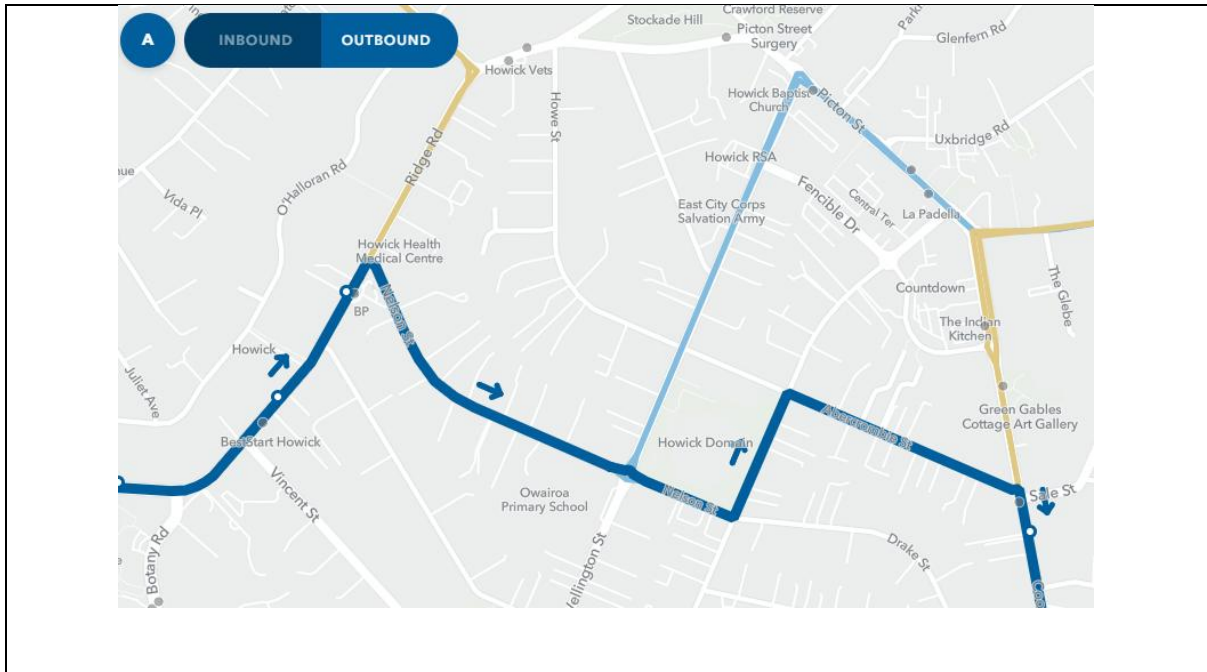 A
INBOUND
OUTBOUND
Stockade Hill
Crawford Reserve
Picton Street
Surgery
Glenfern Rd
Howick Vets
Howe St
Howick Baptist
Church
Picton St
Uxbridge Rd
Ridge Rd
O'Halloran Rd
Vida Pl
Howick RSA
Fencible Dr
Central Ter
East City Corps
Salvation Army
La Padella
Howick Health
Medical Centre
BP
Nielson St
Countdown
The Glebe
The Indian
Kitchen
Howick
Juliet Ave
Green Gables
Cottage Art Gallery
Abercrombie St
BestStart Howick
Howick Domain
Vincent St
Owairoa
Primary School
Sale St
Drake St
Botany Rd
ellington St